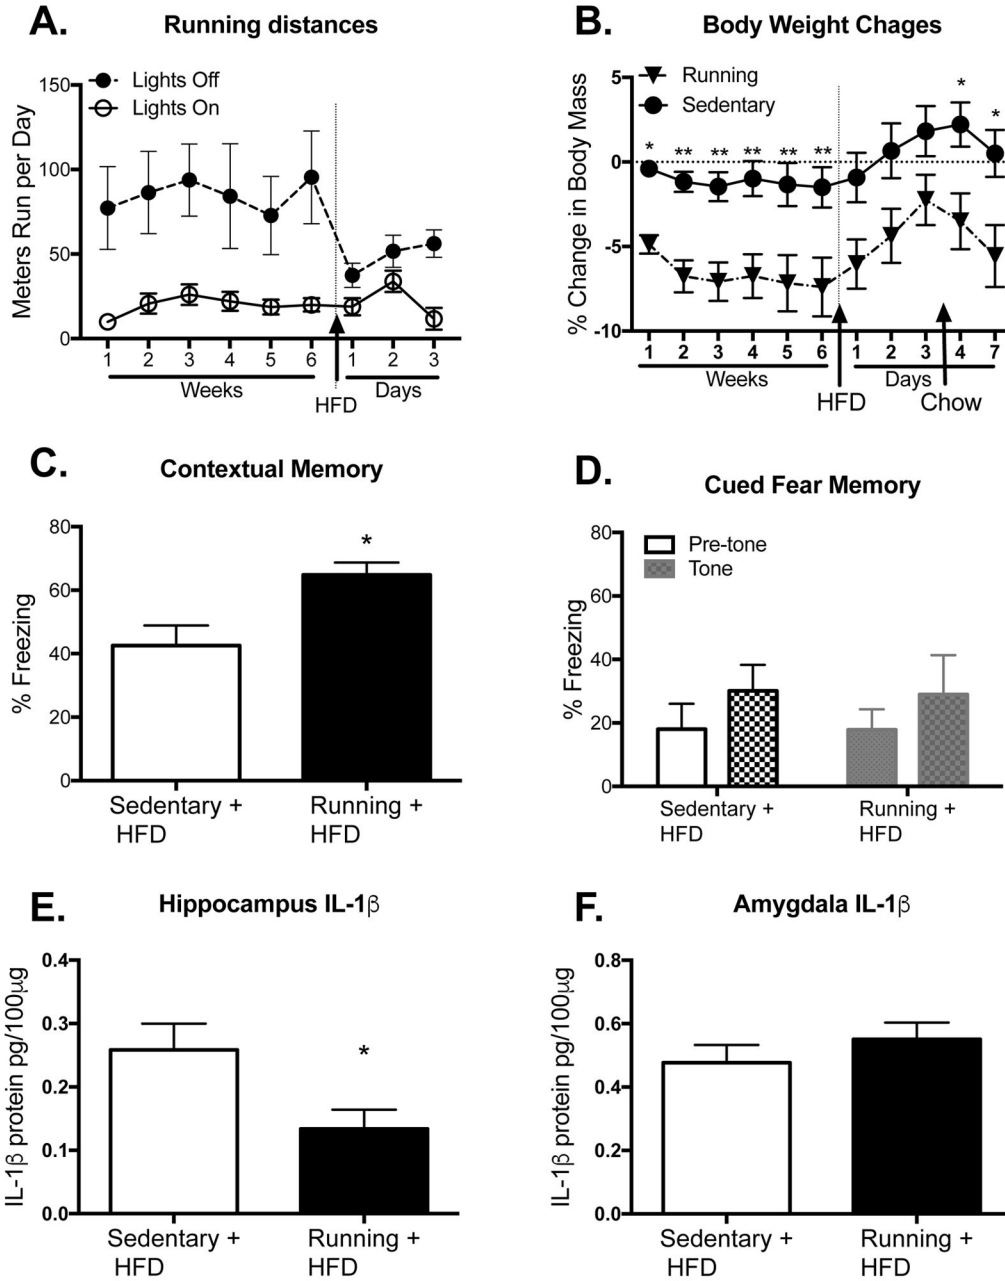 A.
Running distances
Lights Off
Lights On
Meters Run per Day
150
100
50
0
1 2 3 4 5 6 1 2 3
Weeks
Days
HFD
B.
Body Weight Chages
Running
Sedentary
% Change in Body Mass
5
0
-5
-10
* ** ** ** ** ** * *
1 2 3 4 5 6 1 2 3 4 7
Weeks
Days
HFD
Chow
C.
Contextual Memory
% Freezing
80
60
40
20
0
*
Sedentary +
HFD
Running +
HFD
D.
Cued Fear Memory
Pre-tone
Tone
% Freezing
80
60
40
20
0
Sedentary +
HFD
Running +
HFD
E.
Hippocampus IL-1β
IL-1β protein pg/100μg
0.4
0.3
0.2
0.1
0.0
*
Sedentary +
HFD
Running +
HFD
F.
Amygdala IL-1β
IL-1β protein pg/100μg
0.8
0.6
0.4
0.2
0.0
Sedentary +
HFD
Running +
HFD